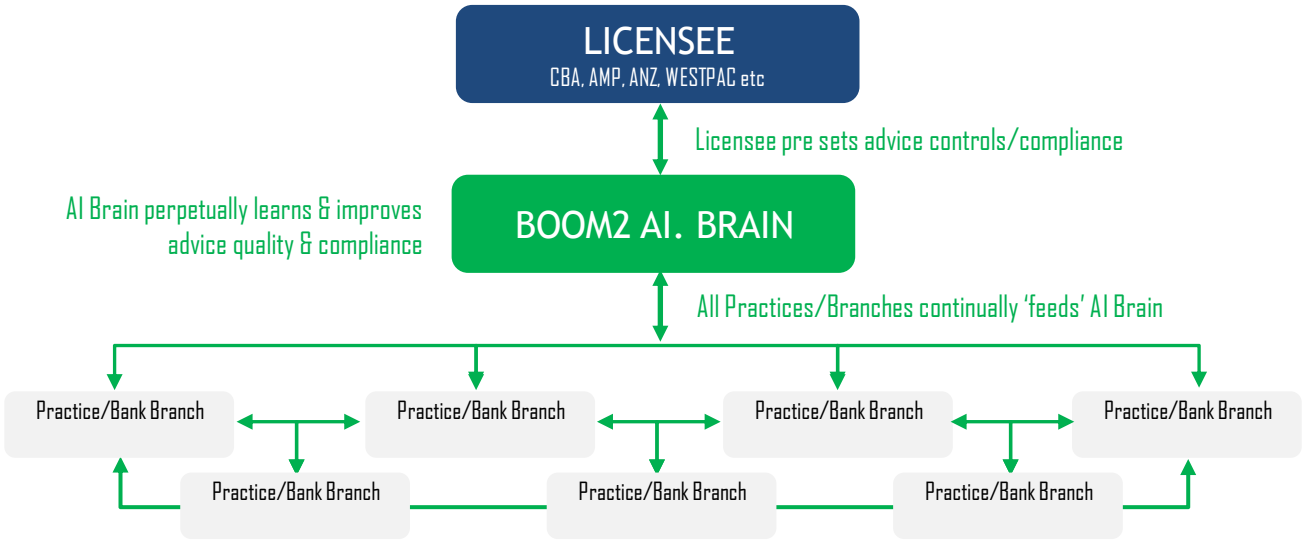 LICENSEE
CBA, AMP, ANZ, WESTPAC etc
Licensee pre sets advice controls/compliance
AI Brain perpetually learns & improves
advice quality & compliance
BOOM2 AI. BRAIN
All Practices/Branches continually ‘feeds’ AI Brain
Practice/Bank Branch
Practice/Bank Branch
Practice/Bank Branch
Practice/Bank Branch
Practice/Bank Branch
Practice/Bank Branch
Practice/Bank Branch